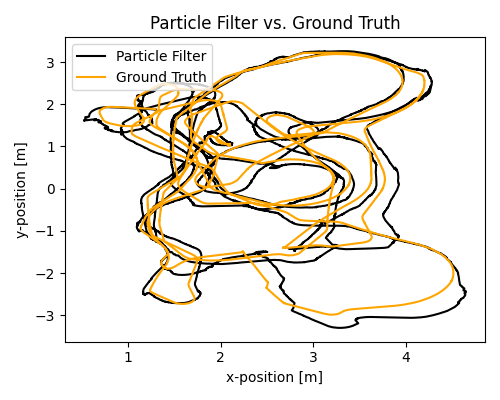 Particle Filter vs. Ground Truth
Particle Filter
Ground Truth
y-position [m]
3
2
1
0
−1
−2
−3
1 2 3 4
x-position [m]